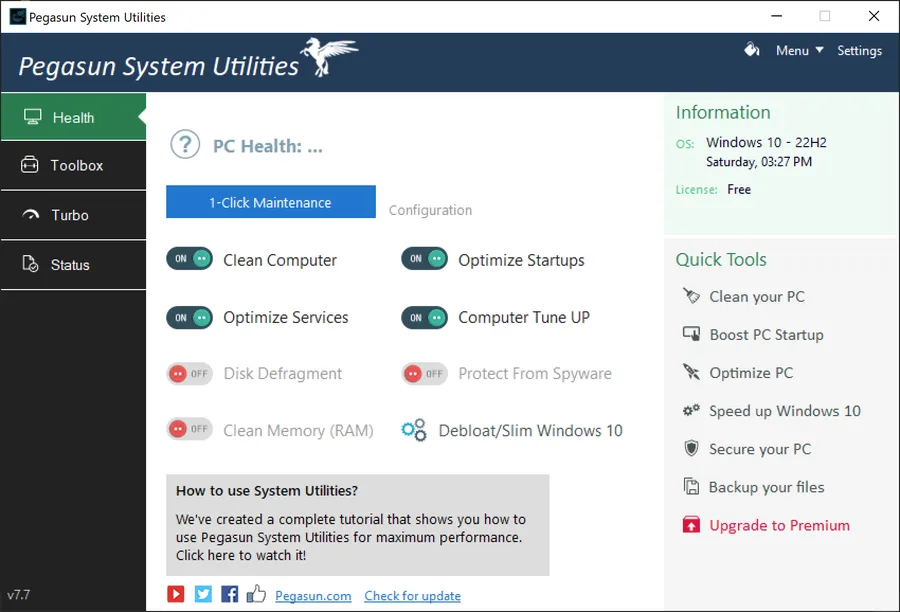 Pegasun System Utilities
Pegasun System Utilities
Menu
Settings
Health
Toolbox
Turbo
Status
v7.7
? PC Health: ...
1-Click Maintenance
Configuration
ON Clean Computer
ON Optimize Startups
ON Optimize Services
ON Computer Tune UP
OFF Disk Defragment
OFF Protect From Spyware
OFF Clean Memory (RAM)
Debloat/Slim Windows 10
How to use System Utilities?
We've created a complete tutorial that shows you how to
use Pegasun System Utilities for maximum performance.
Click here to watch it!
Pegasun.com
Check for update
Information
OS: Windows 10 - 22H2
Saturday, 03:27 PM
License: Free
Quick Tools
Clean your PC
Boost PC Startup
Optimize PC
Speed up Windows 10
Secure your PC
Backup your files
Upgrade to Premium